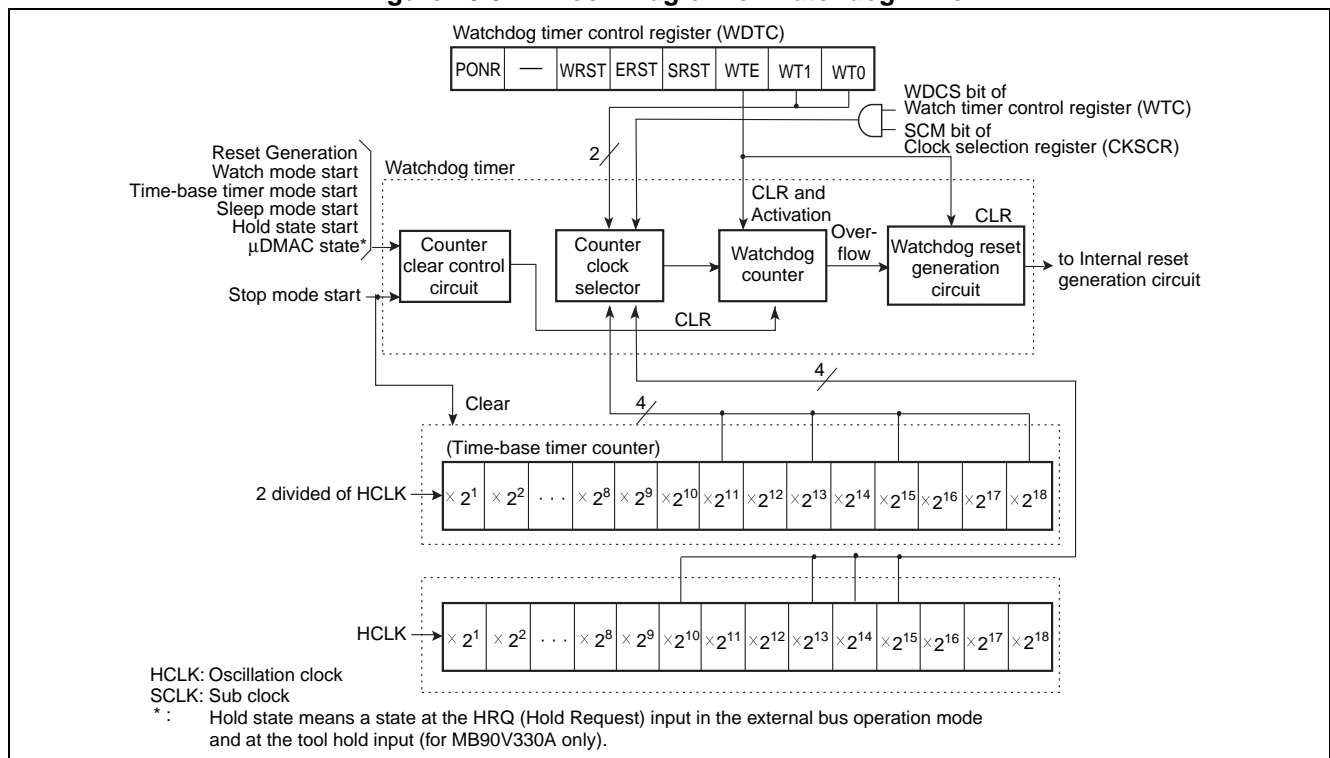 Watchdog timer control register (WDTC)
PONR — WRST ERST SRST WTE WT1 WT0
WDCS bit of
Watch timer control register (WTC)
SCM bit of
Clock selection register (CKSCR)
Reset Generation
Watch mode start
Time-base timer mode start
Sleep mode start
Hold state start
µDMAC state*
Stop mode start
2
Watchdog timer
CLR and
Activation
CLR
Counter
clear control
circuit
Counter
clock
selector
Watchdog
counter
Over-
flow
Watchdog reset
generation
circuit
to Internal reset
generation circuit
CLR
4
4
Clear
(Time-base timer counter)
2 divided of HCLK
× 2¹ × 2² · · · × 2⁸ × 2⁹ × 2¹⁰ × 2¹¹ × 2¹² × 2¹³ × 2¹⁴ × 2¹⁵ × 2¹⁶ × 2¹⁷ × 2¹⁸
HCLK
× 2¹ × 2² · · · × 2⁸ × 2⁹ × 2¹⁰ × 2¹¹ × 2¹² × 2¹³ × 2¹⁴ × 2¹⁵ × 2¹⁶ × 2¹⁷ × 2¹⁸
HCLK: Oscillation clock
SCLK: Sub clock
* : Hold state means a state at the HRQ (Hold Request) input in the external bus operation mode
and at the tool hold input (for MB90V330A only).